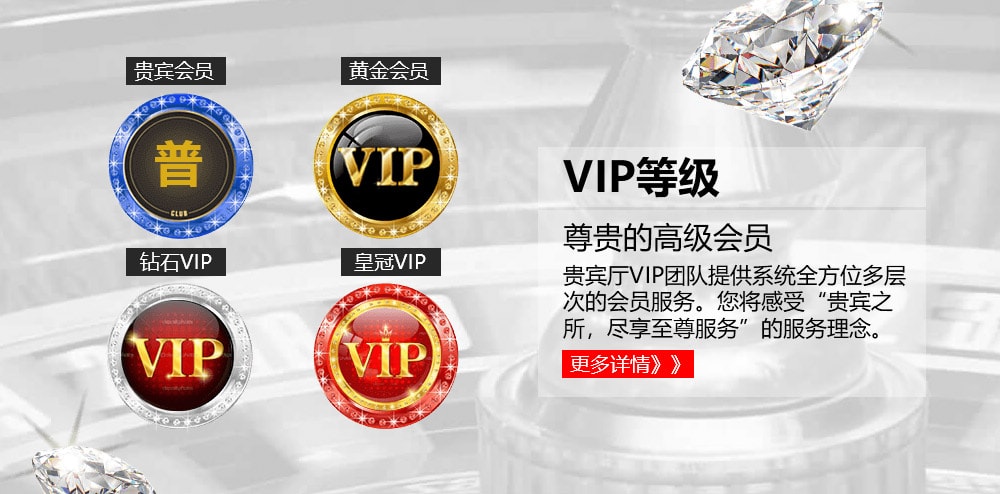 贵宾会员
黄金会员
普
CLUB
VIP
钻石VIP
皇冠VIP
VIP
VIP
VIP等级
尊贵的高级会员
贵宾厅VIP团队提供系统全方位多层
次的会员服务。您将感受“贵宾之
所，尽享至尊服务”的服务理念。
更多详情》》